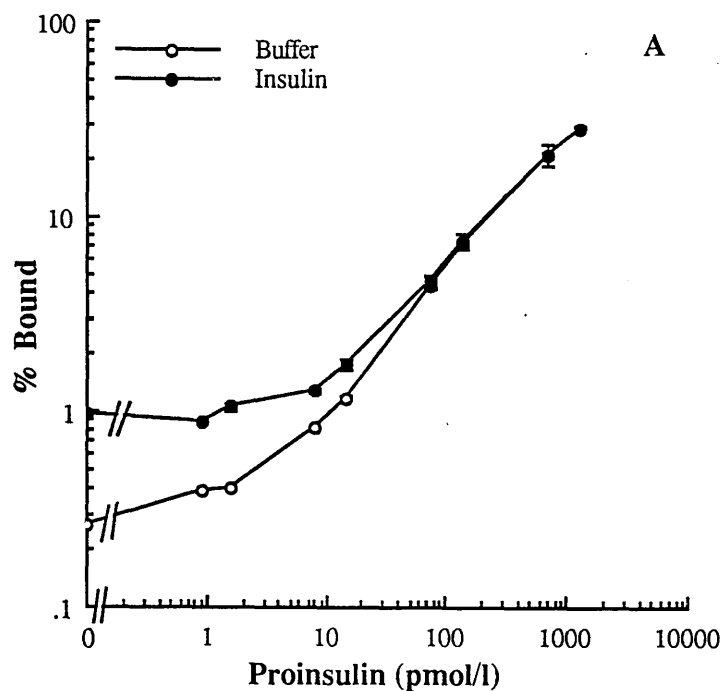 100
A
Buffer
Insulin
10
% Bound
1
.1
0 1 10 100 1000 10000
Proinsulin (pmol/l)